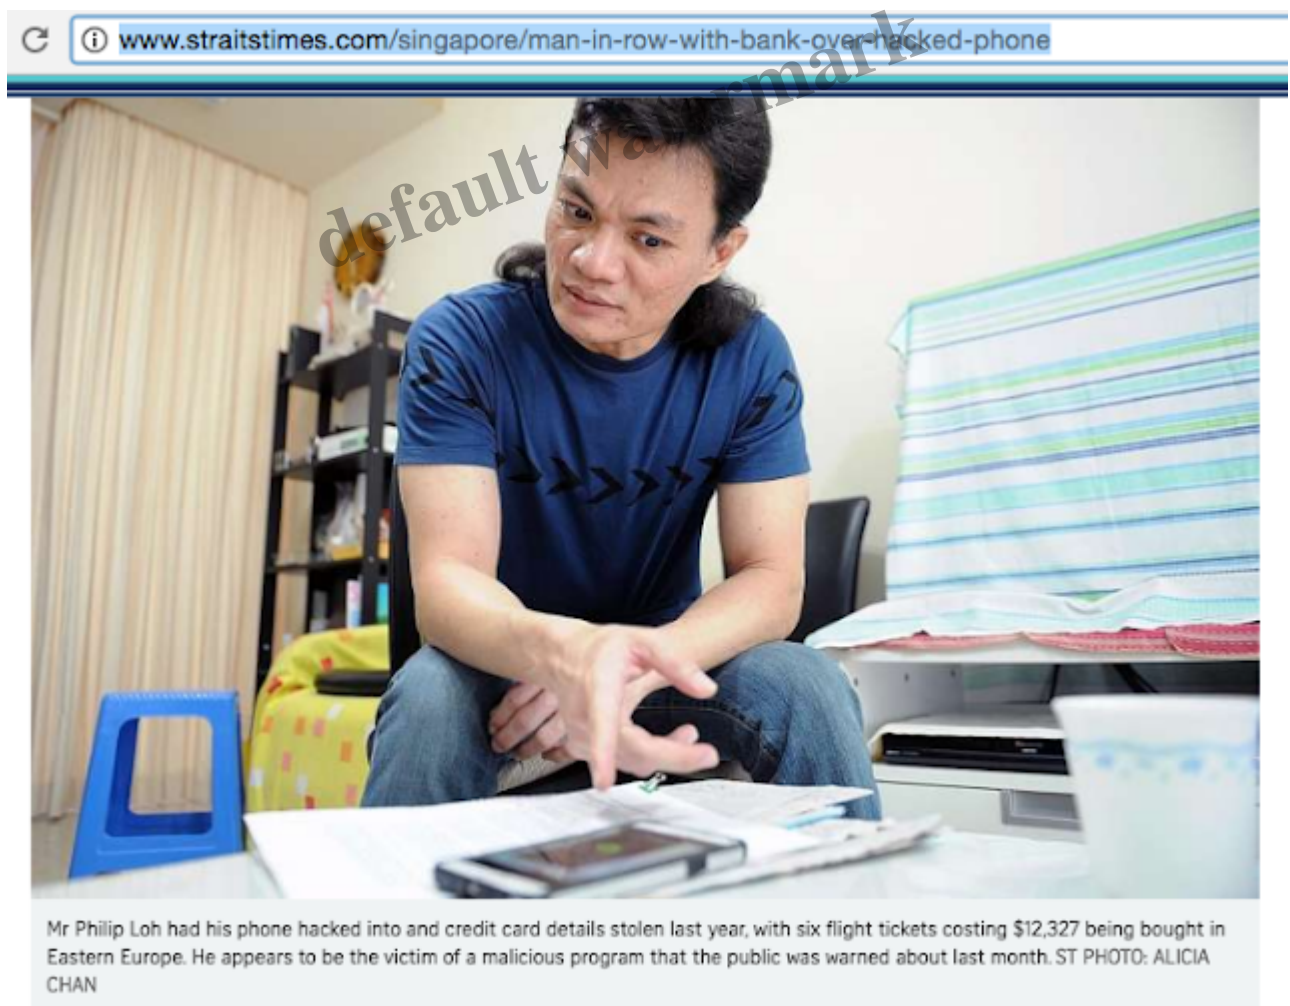 www.straitstimes.com/singapore/man-in-row-with-bank-over-hacked-phone
default watermark
Mr Philip Loh had his phone hacked into and credit card details stolen last year, with six flight tickets costing $12,327 being bought in
Eastern Europe. He appears to be the victim of a malicious program that the public was warned about last month. ST PHOTO: ALICIA
CHAN